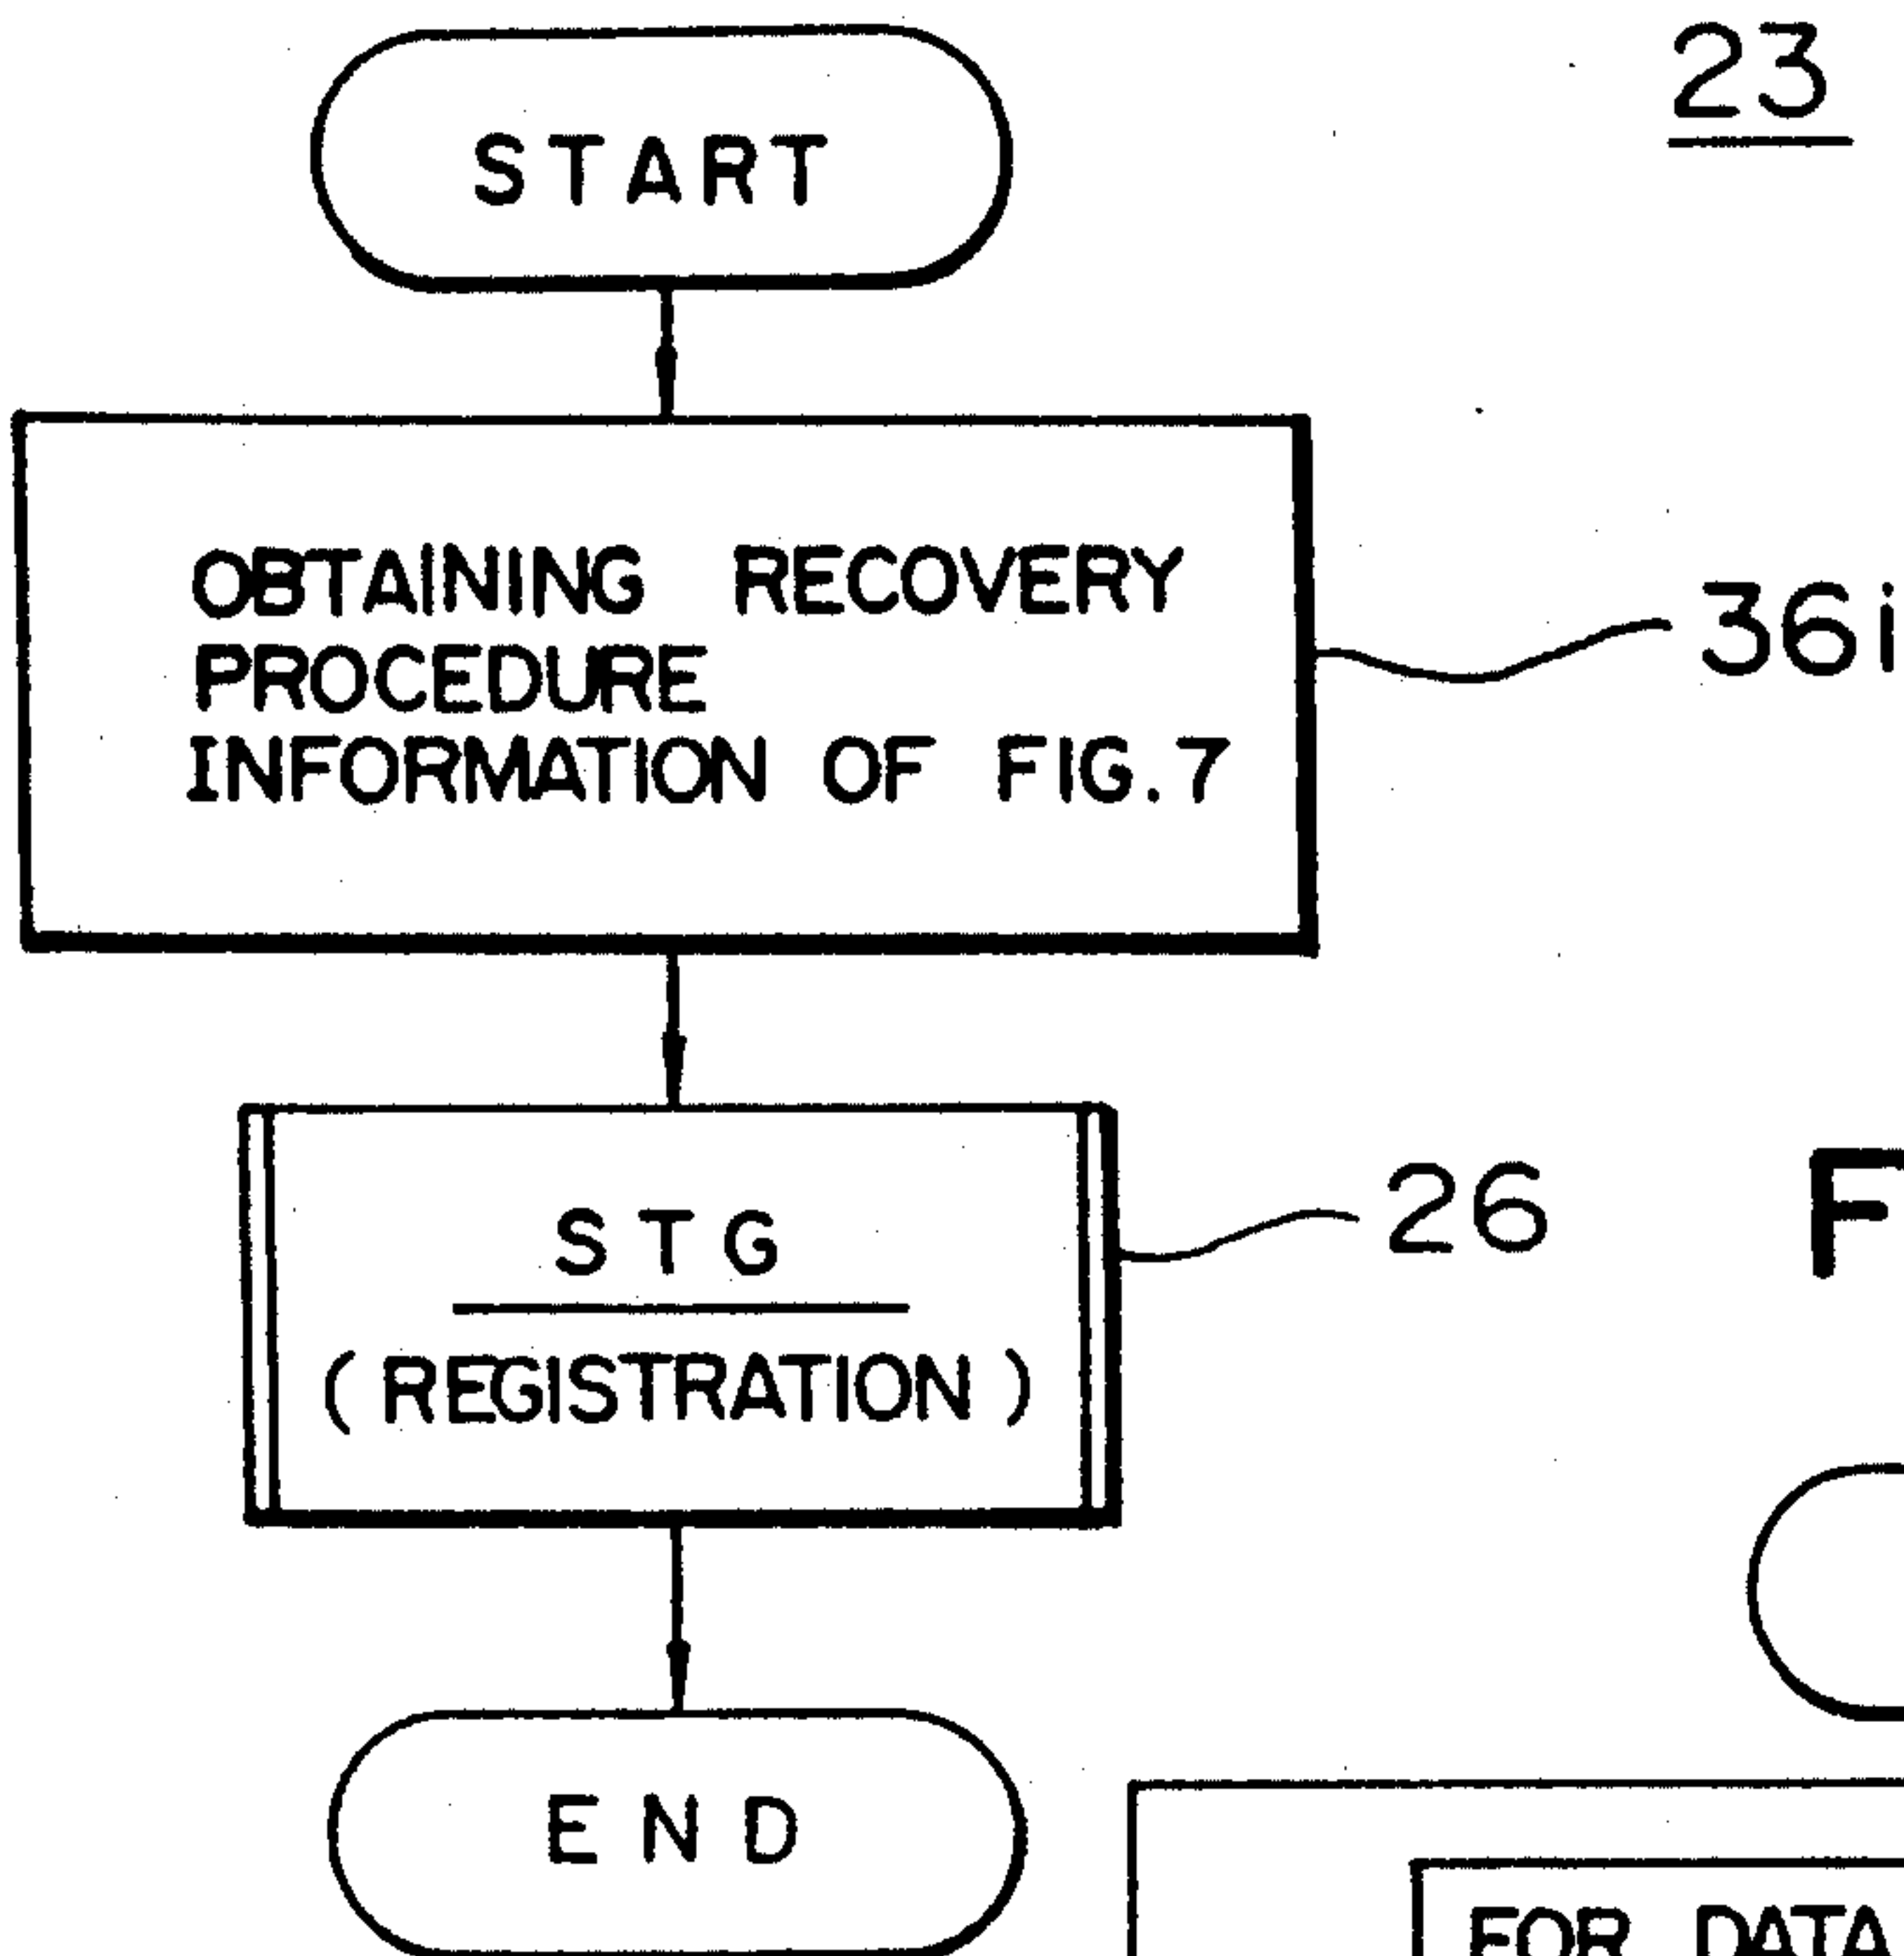 23
START
OBTAINING RECOVERY
PROCEDURE
INFORMATION OF FIG.7
36i
STG
(REGISTRATION)
26
F
END
FOR DATA